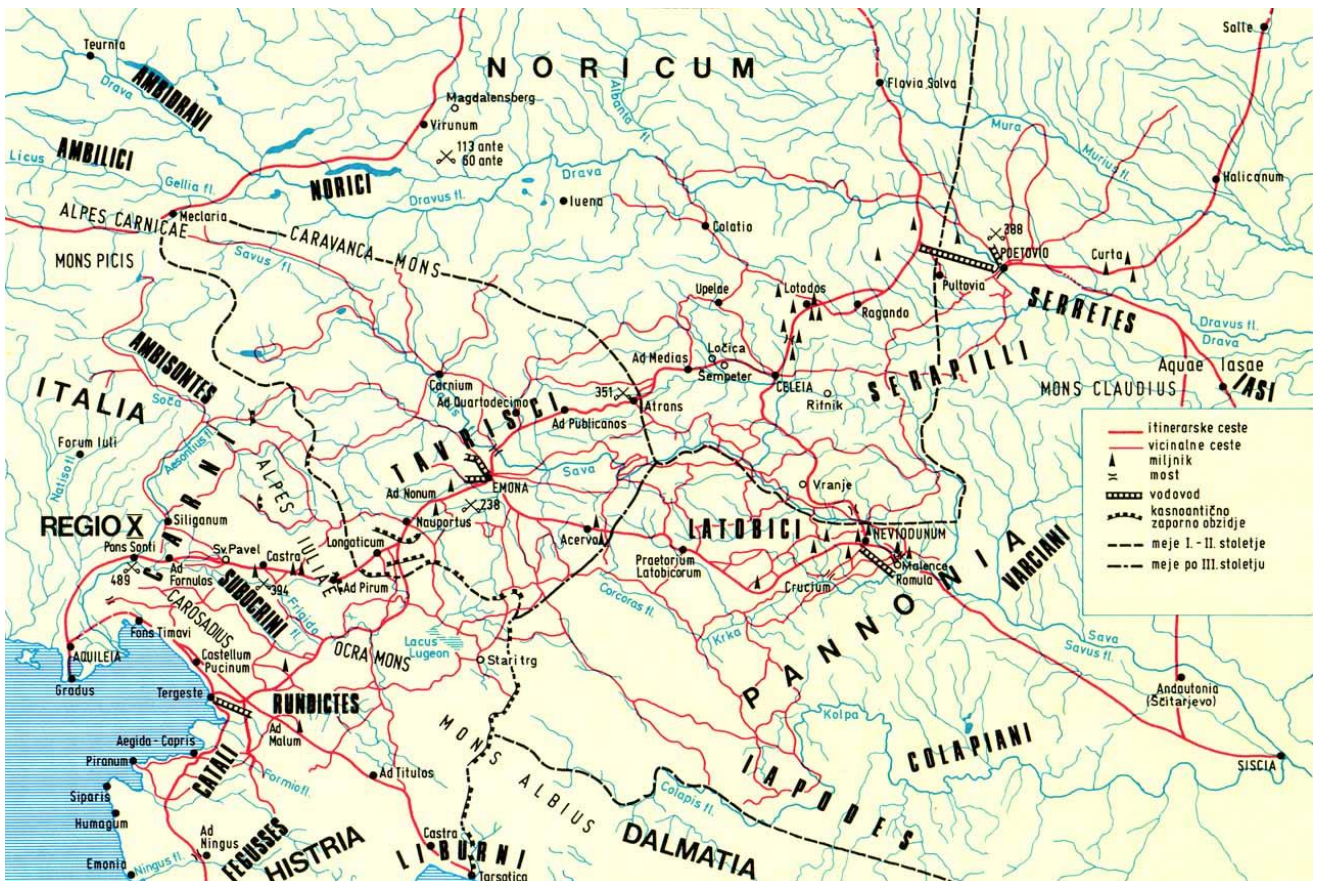 NORICUM
Salle
Teurnia
Drava
AMBIDRAVI
Magdalensberg
Virunum
113 ante
60 ante
Albanta fl.
Flavia Solva
Mura
Murius fl.
Halicanum
Licus
AMBILICI
Gellia fl.
NORICI
Dravus fl.
Drava
Iuena
ALPES CARNICAE
Meclaria
CARAVANCA MONS
Colatio
388
POETOVIO
Curta
MONS PICIS
Savus fl.
Upelae
Lotodos
Ragando
Pultovia
SERRETES
Dravus fl.
Drava
AMBISONTES
Ločica
Ad Medias
Sempeter
CELEIA
SERAPILLI
Aquae Iasae
MONS CLAUDIUS
IASI
ITALIA
Soča
Carnium
Ad Quartodecimo
351
Atrans
Ad Publicanos
Ritnik
Forum Iuli
Natiso fl.
Aesontius fl.
CARNI
ALPES IULIAE
TAVRISCI
Sava
EMONA
Vranje
itinerarske ceste
vicinalne ceste
miljnik
most
vodovod
kasnoantično
zaporno obzidje
meje I. - II. stoletje
meje po III. stoletju
REGIO X
Siliganum
Ad Nonum
Nauportus
238
Acervo
LATOBICI
NEVIODUNUM
Pons Sonti
489
Ad Fornulos
Sv. Pavel
Castra
394
Longaticum
Ad Pirum
Praetorium
Latobicorum
Malence
Romula
Crucium
PANNONIA
VARCIANI
SUBOCRINI
Frigido fl.
CAROSADIUS
Fons Timavi
Corcoras fl.
Krka
Sava
Savus fl.
AQUILEIA
Gradus
Castellum
Pucinum
OCRA MONS
Lacus
Lugeon
Stari trg
Tergeste
RUNDICTES
Ad
Malum
Andautonia
(Ščitarjevo)
Kolpa
COLAPIANI
Aegida - Capris
Piranum
CATALI
Formio fl.
Ad Titulos
MONS ALBIUS
IAPODES
SISCIA
Siparis
Humagum
Colapis fl.
Ad
Ningus
FEGUSSES
HISTRIA
Castra
LIBURNI
DALMATIA
Emonia
Ningus fl.
Tarsatica